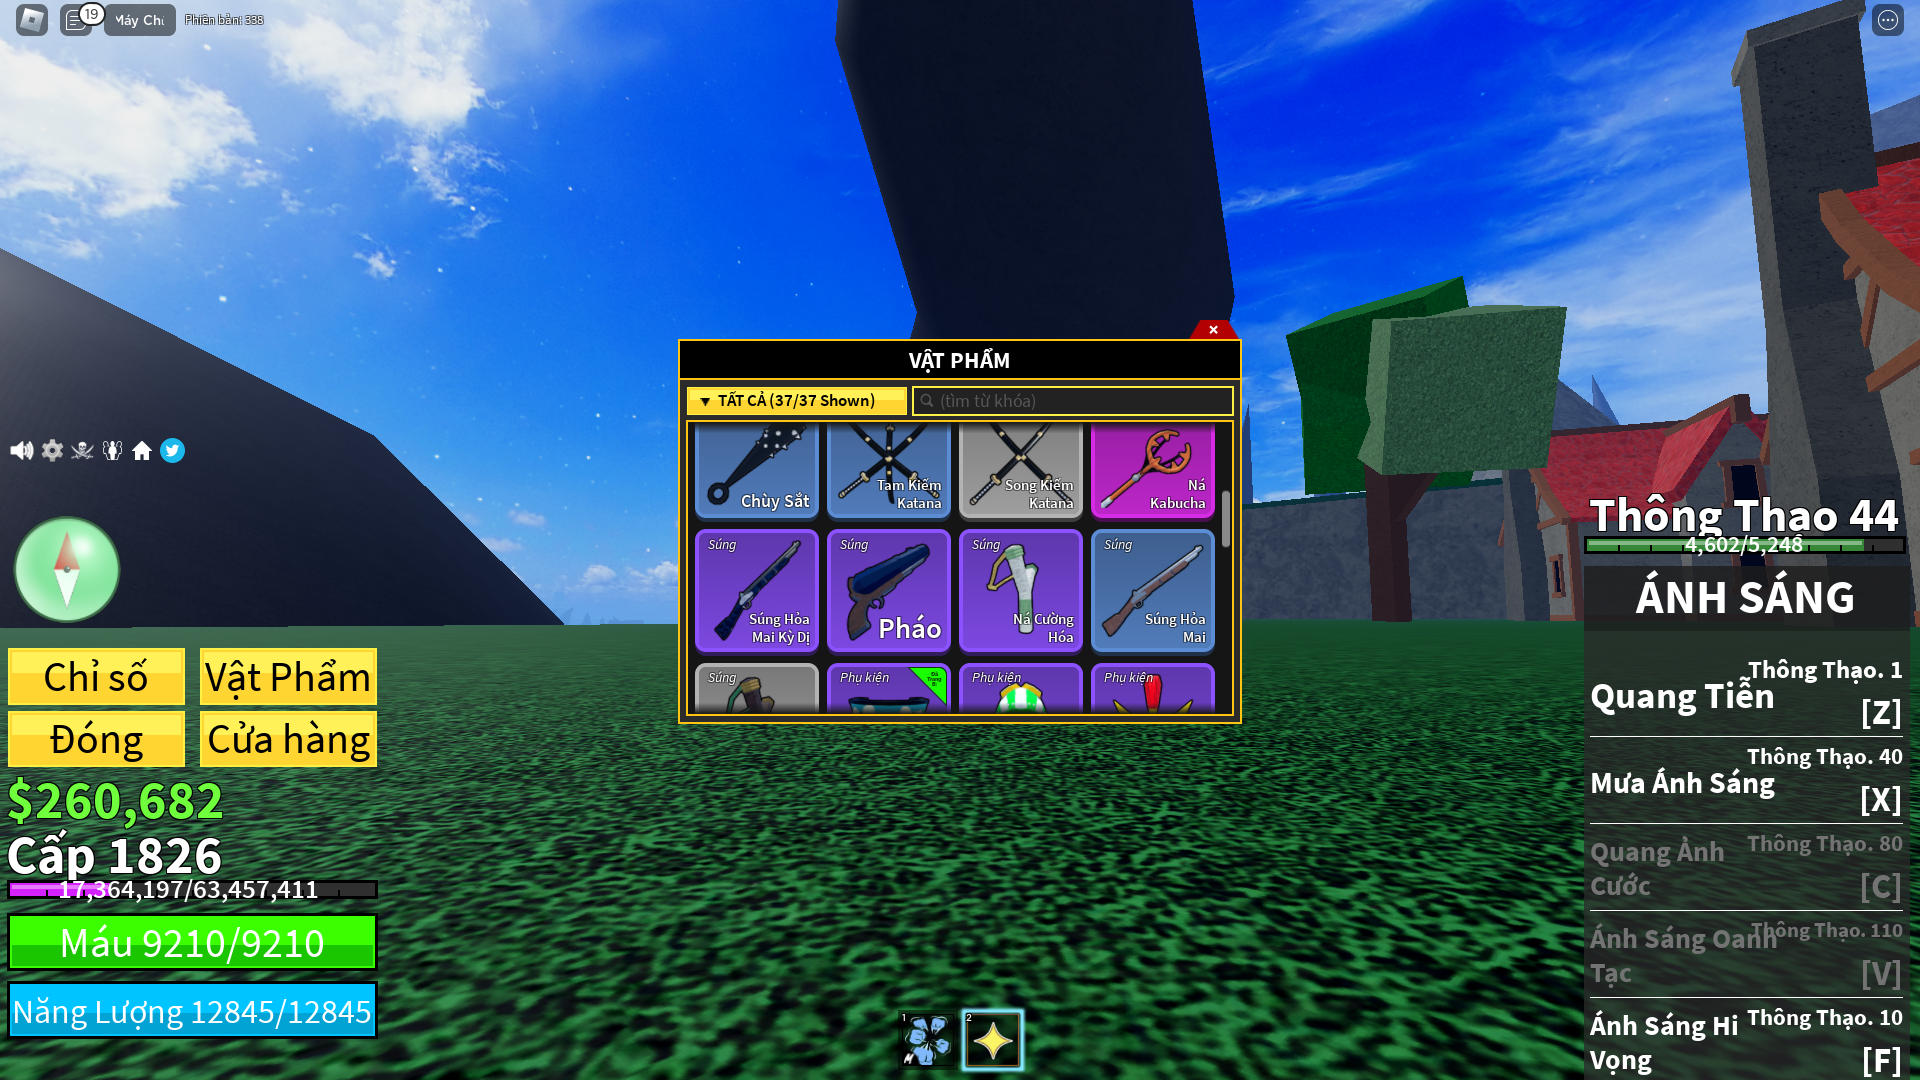 19
Máy Chủ
Phiên bản: 338
VẬT PHẨM
×
▼ TẤT CẢ (37/37 Shown)
(tìm từ khóa)
Chùy Sắt
Tam Kiếm
Katana
Song Kiếm
Katana
Ná
Kabucha
Súng
Súng Hỏa
Mai Kỳ Dị
Súng
Pháo
Súng
Ná Cường
Hóa
Súng
Súng Hỏa
Mai
Súng
Phụ kiện
Phụ kiện
Phụ kiện
Chỉ số
Vật Phẩm
Đóng
Cửa hàng
$260,682
Cấp 1826
17,364,197/63,457,411
Máu 9210/9210
Năng Lượng 12845/12845
1
2
Thông Thạo 44
4,602/5,248
ÁNH SÁNG
Thông Thạo. 1
Quang Tiễn
[Z]
Thông Thạo. 40
Mưa Ánh Sáng
[X]
Thông Thạo. 80
Quang Ảnh
Cước
[C]
Thông Thạo. 110
Ánh Sáng Oanh
Tạc
[V]
Thông Thạo. 10
Ánh Sáng Hi
Vọng
[F]